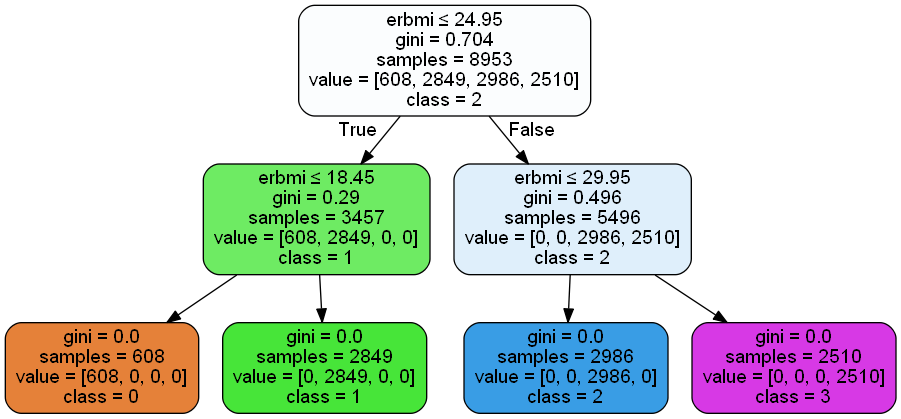 erbmi ≤ 24.95
gini = 0.704
samples = 8953
value = [608, 2849, 2986, 2510]
class = 2
True
False
erbmi ≤ 18.45
gini = 0.29
samples = 3457
value = [608, 2849, 0, 0]
class = 1
erbmi ≤ 29.95
gini = 0.496
samples = 5496
value = [0, 0, 2986, 2510]
class = 2
gini = 0.0
samples = 608
value = [608, 0, 0, 0]
class = 0
gini = 0.0
samples = 2849
value = [0, 2849, 0, 0]
class = 1
gini = 0.0
samples = 2986
value = [0, 0, 2986, 0]
class = 2
gini = 0.0
samples = 2510
value = [0, 0, 0, 2510]
class = 3